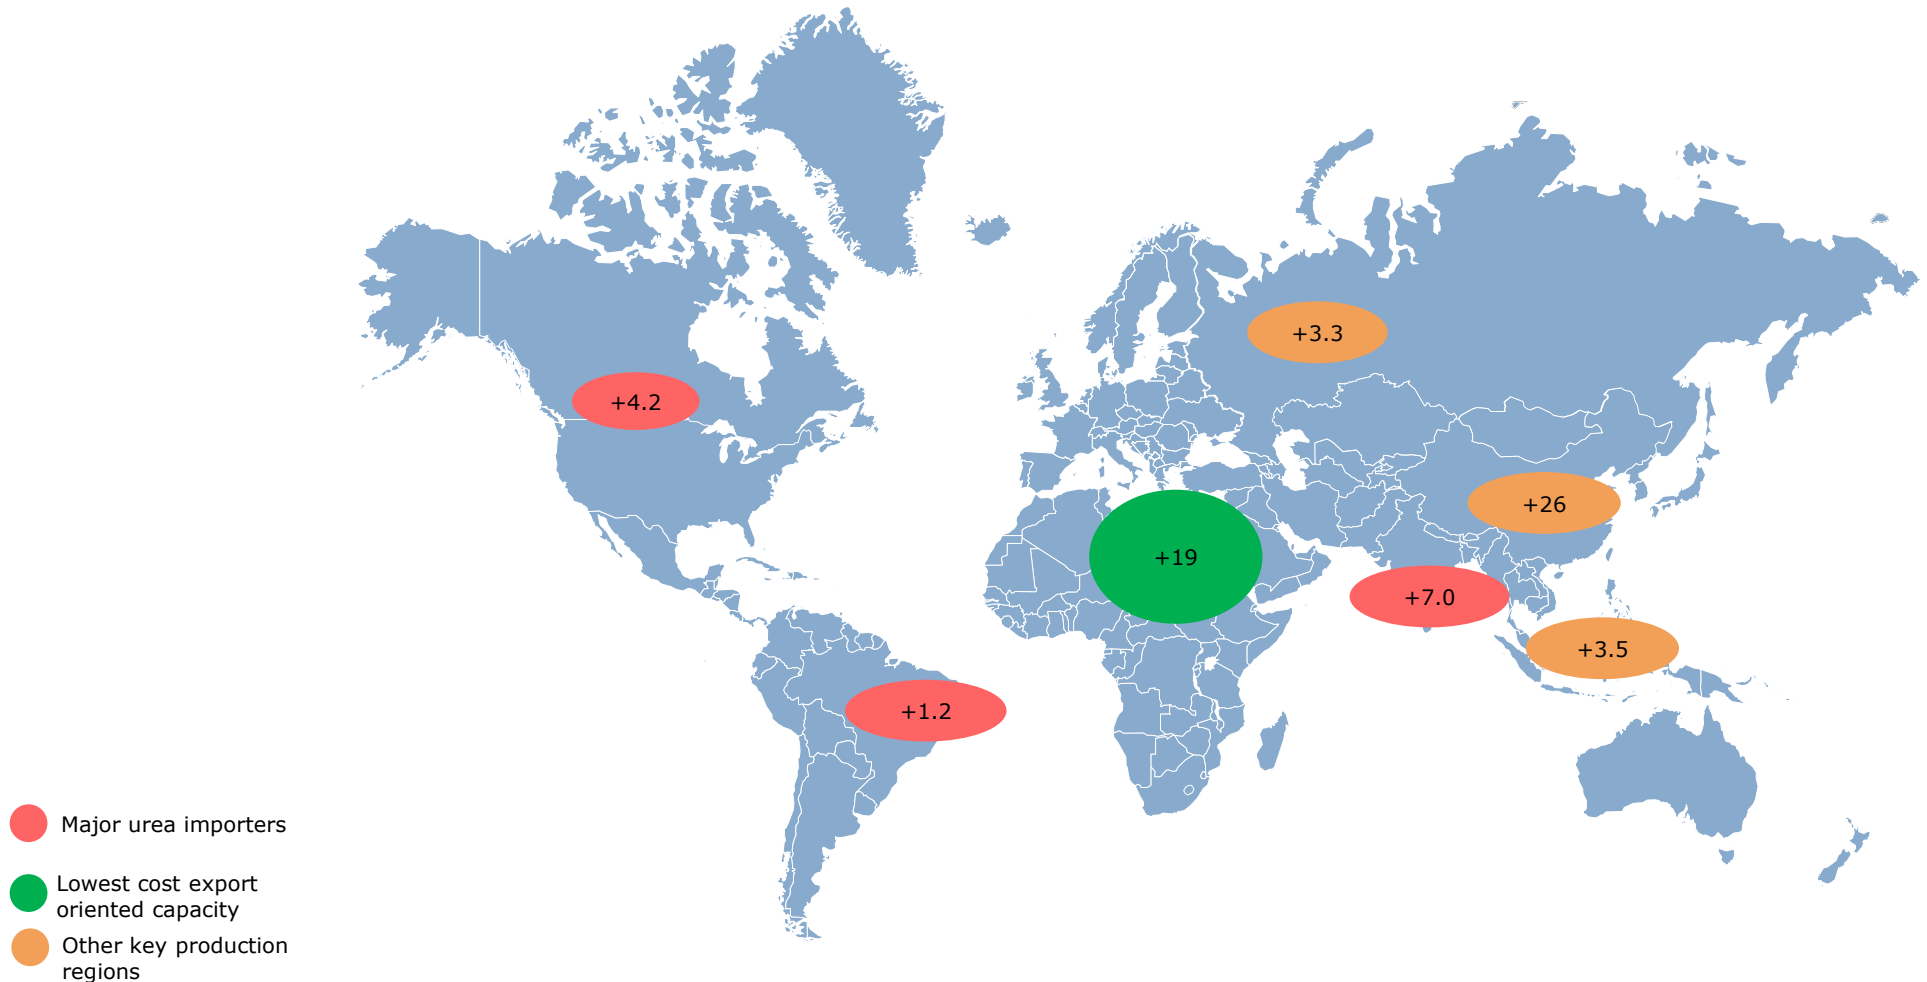 +3.3
+4.2
+26
+19
+7.0
+3.5
+1.2
Major urea importers
Lowest cost export
oriented capacity
Other key production
regions